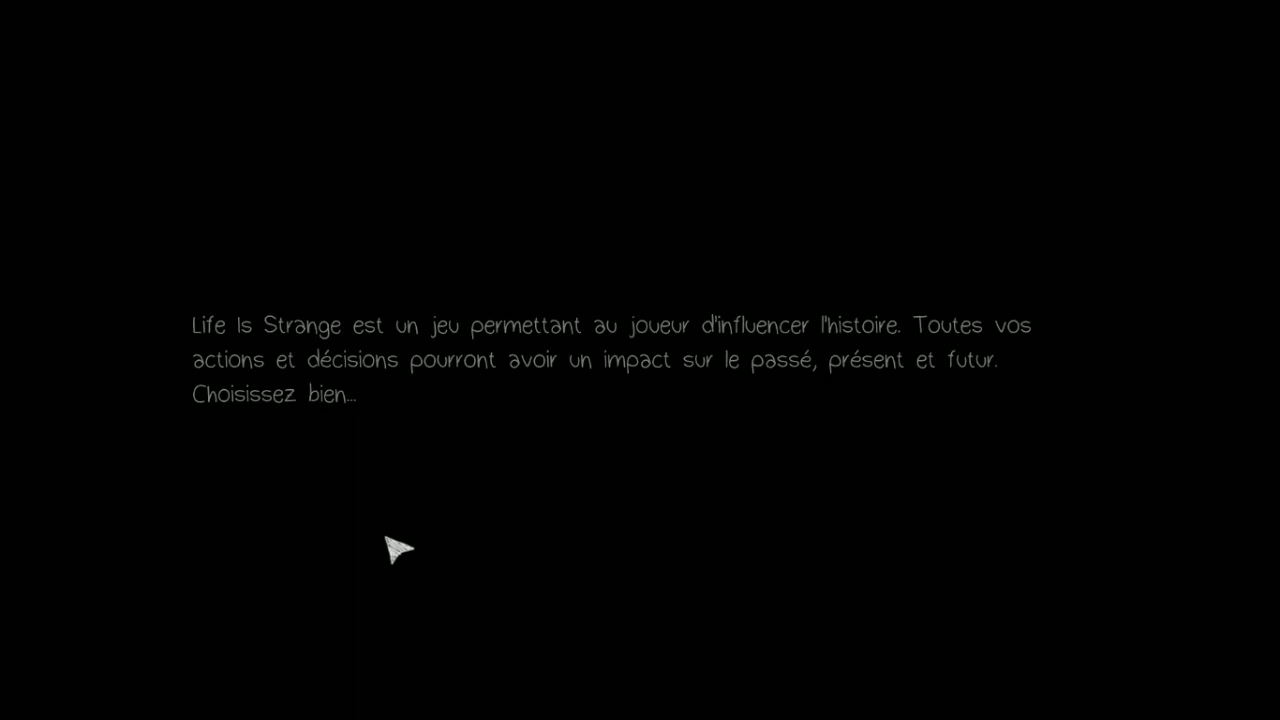 Life Is Strange est un jeu permettant au joueur d'influencer l'histoire. Toutes vos
actions et décisions pourront avoir un impact sur le passé, présent et futur.
Choisissez bien...